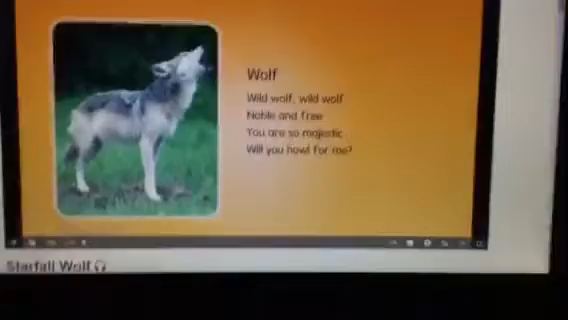 Wolf
Wild wolf, wild wolf
Noble and free
You are so majestic
Will you howl for me?
Starfall Wolf